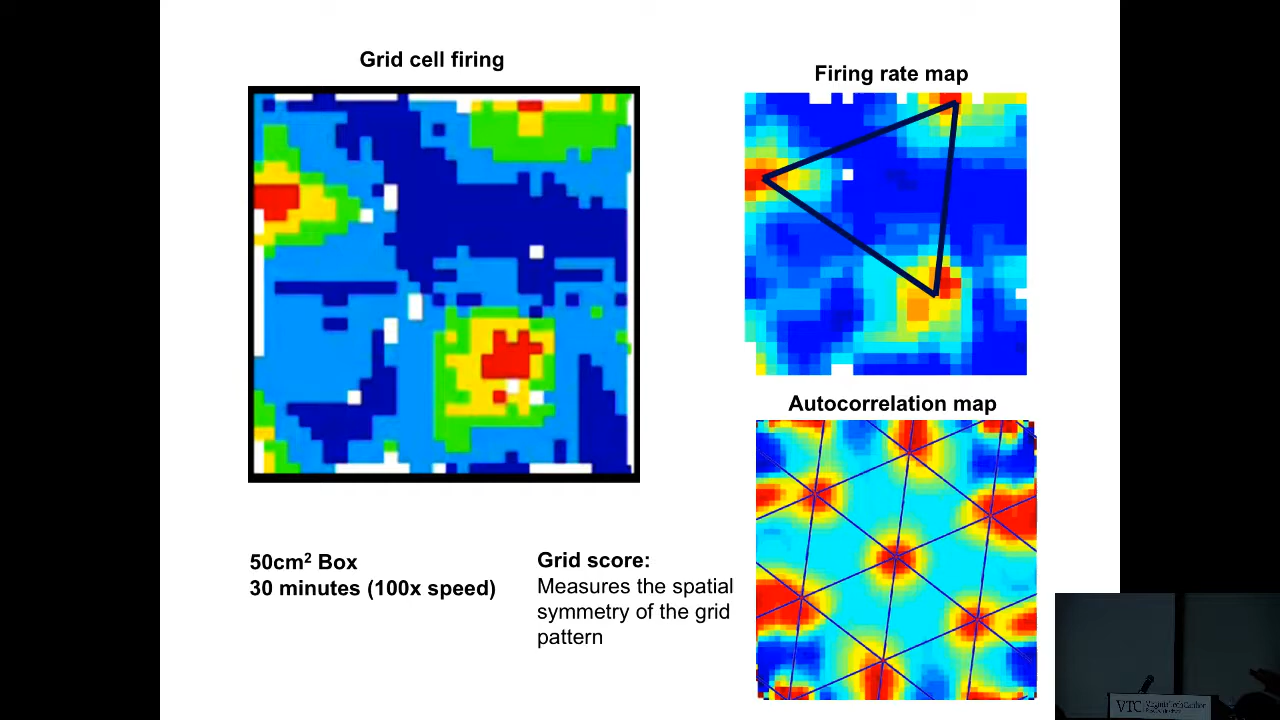 Grid cell firing
Firing rate map
Autocorrelation map
50cm² Box
30 minutes (100x speed)
Grid score:
Measures the spatial
symmetry of the grid
pattern
VTC